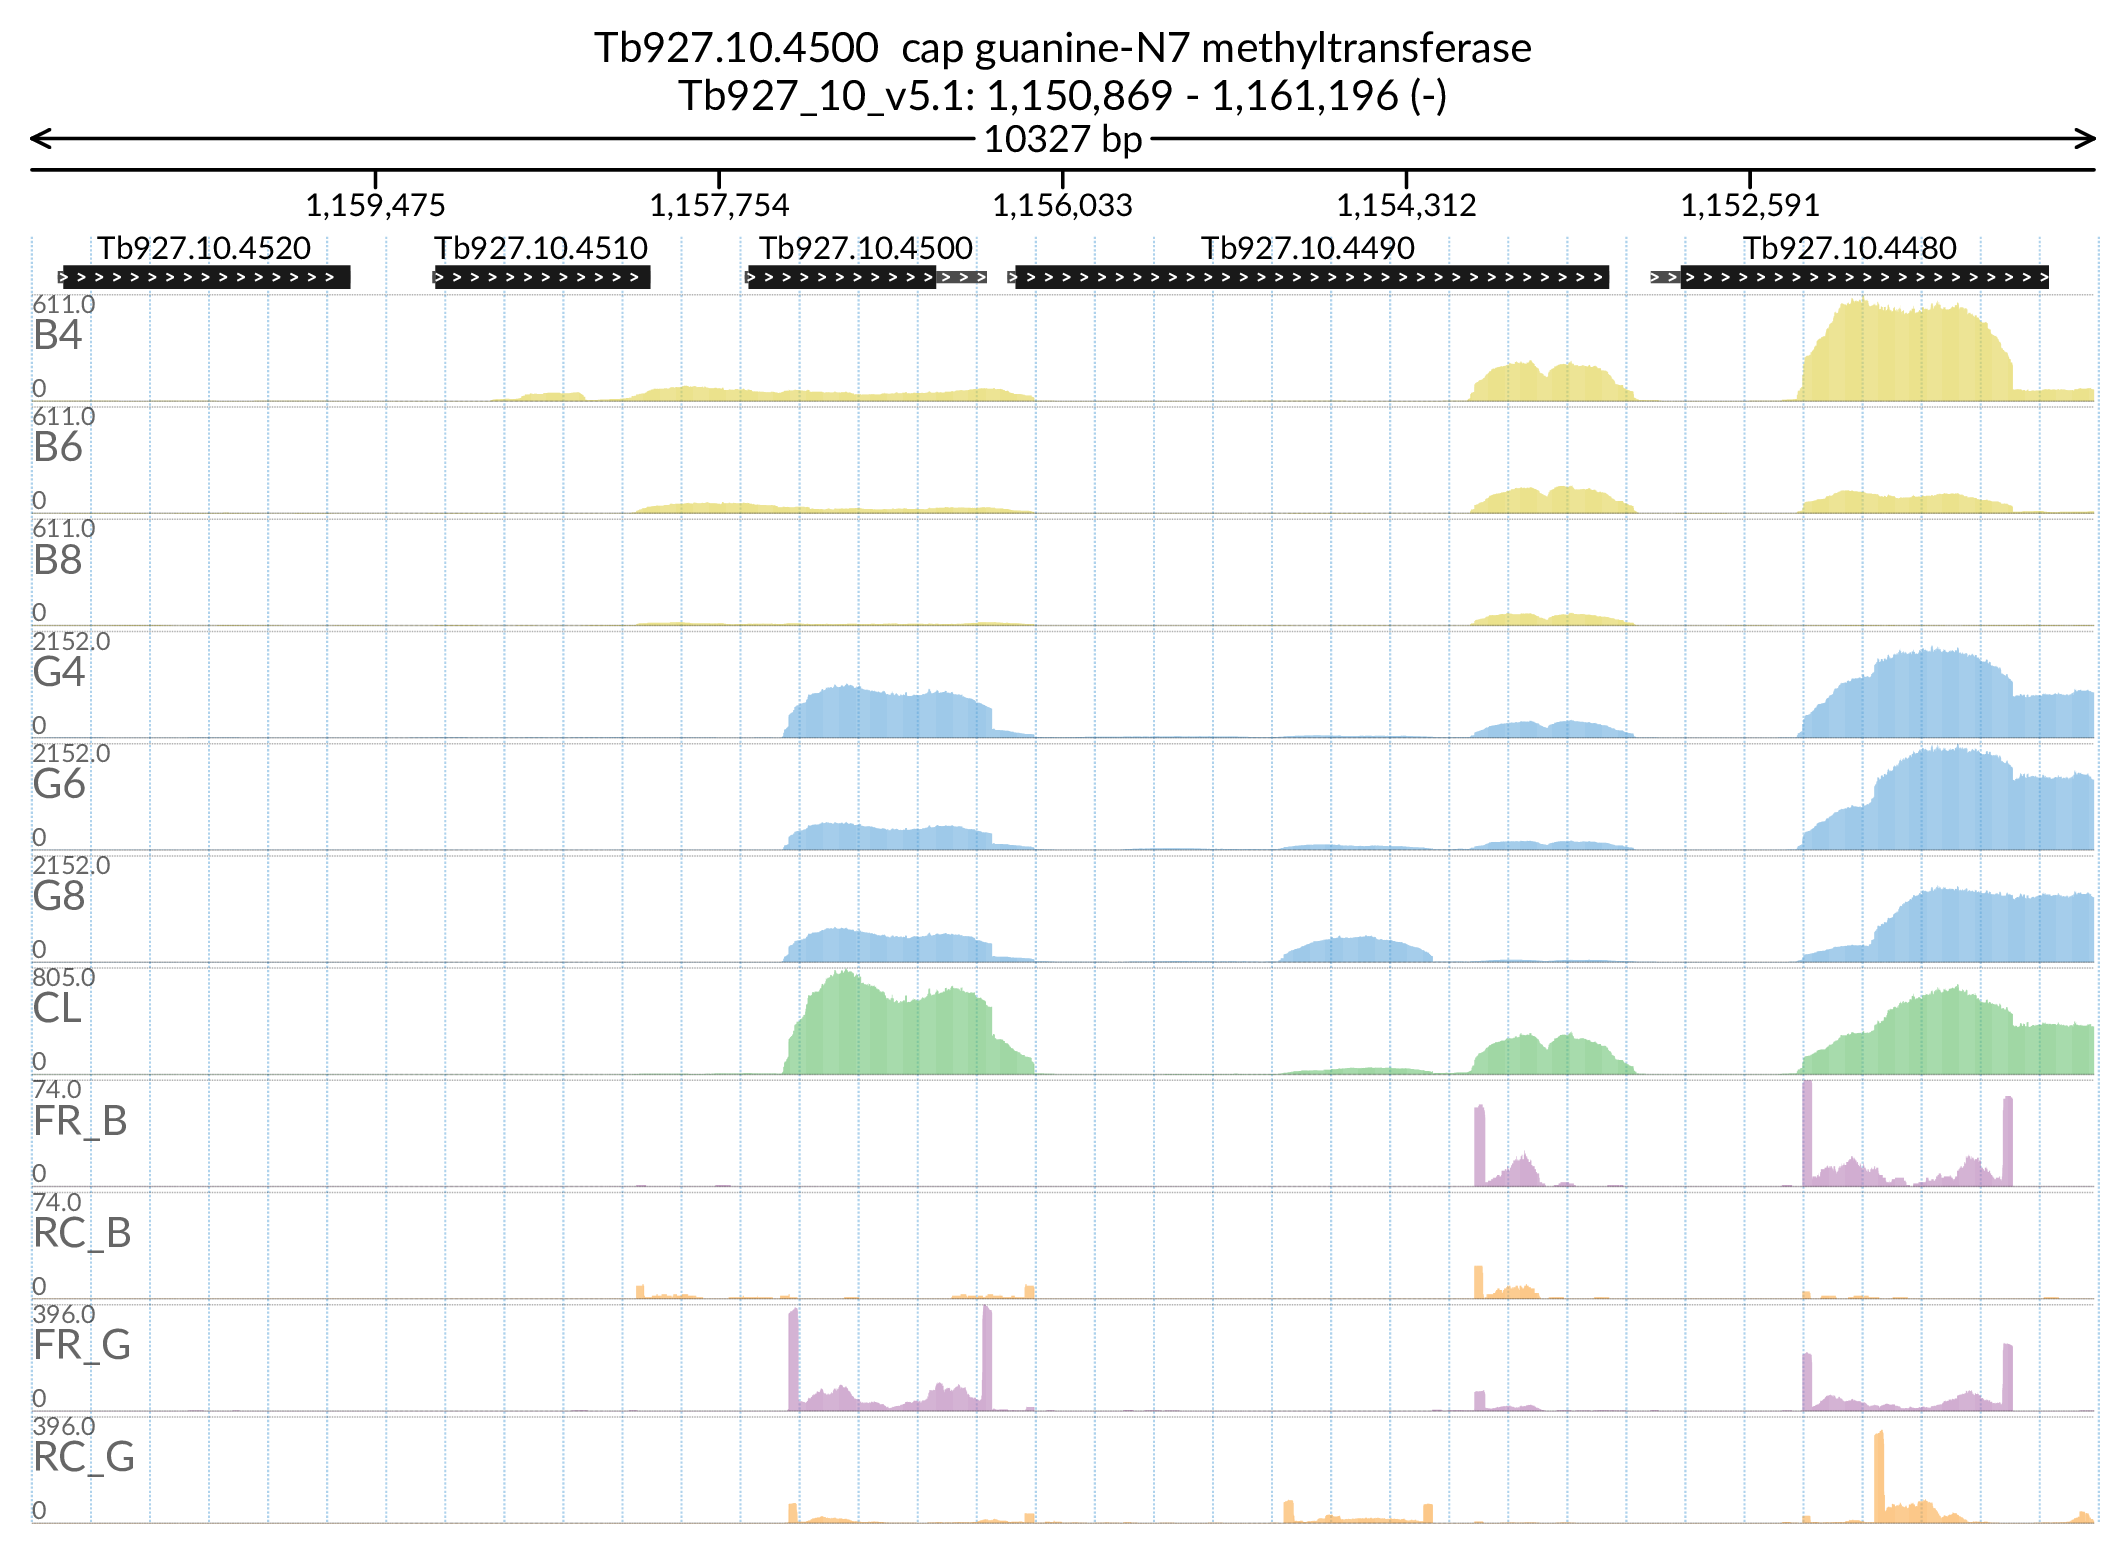 Tb927.10.4500  cap guanine-N7 methyltransferase
Tb927_10_v5.1: 1,150,869 - 1,161,196 (-)
10327 bp
1,159,475 1,157,754 1,156,033 1,154,312 1,152,591
Tb927.10.4520 Tb927.10.4510 Tb927.10.4500 Tb927.10.4490 Tb927.10.4480
611.0
B4
0
611.0
B6
0
611.0
B8
0
2152.0
G4
0
2152.0
G6
0
2152.0
G8
0
805.0
CL
0
74.0
FR_B
0
74.0
RC_B
0
396.0
FR_G
0
396.0
RC_G
0